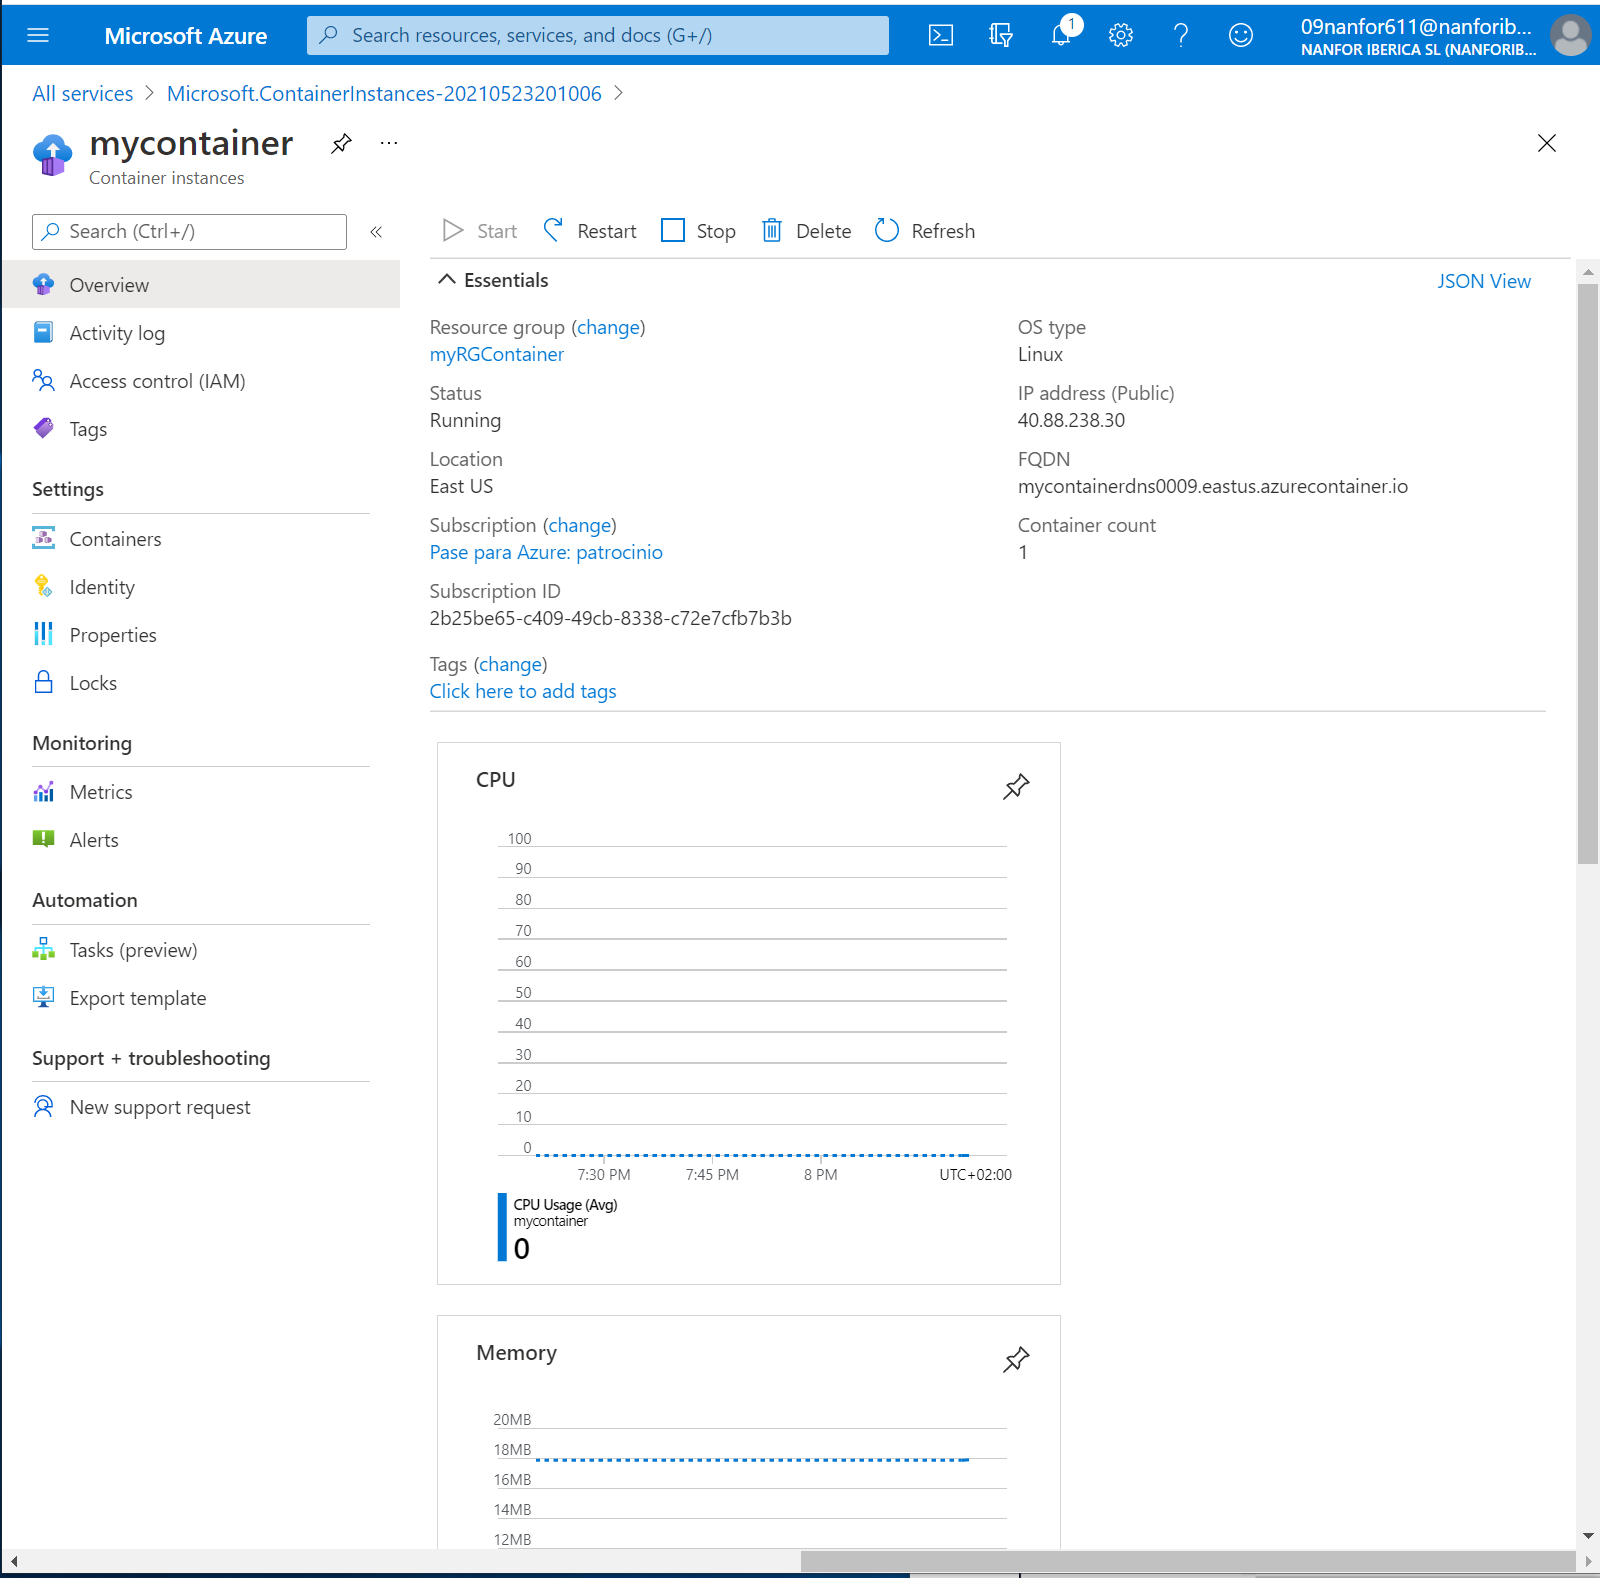 Microsoft Azure
Search resources, services, and docs (G+/)
1
09nanfor611@nanforib...
NANFOR IBERICA SL (NANFORIB...
All services > Microsoft.ContainerInstances-20210523201006 >
mycontainer
...
Container instances
Search (Ctrl+/)
«
Overview
Activity log
Access control (IAM)
Tags
Settings
Containers
Identity
Properties
Locks
Monitoring
Metrics
Alerts
Automation
Tasks (preview)
Export template
Support + troubleshooting
New support request
Start
Restart
Stop
Delete
Refresh
Essentials
JSON View
Resource group (change)
myRGContainer
Status
Running
Location
East US
Subscription (change)
Pase para Azure: patrocinio
Subscription ID
2b25be65-c409-49cb-8338-c72e7cfb7b3b
Tags (change)
Click here to add tags
OS type
Linux
IP address (Public)
40.88.238.30
FQDN
mycontainerdns0009.eastus.azurecontainer.io
Container count
1
CPU
100
90
80
70
60
50
40
30
20
10
0
7:30 PM 7:45 PM 8 PM UTC+02:00
CPU Usage (Avg)
mycontainer
0
Memory
20MB
18MB
16MB
14MB
12MB